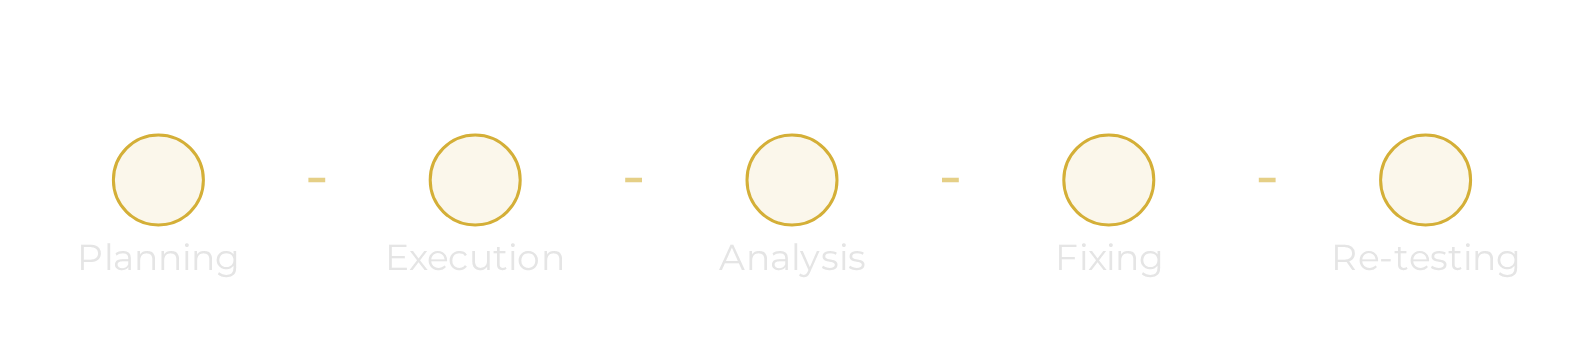 Planning
Execution
Analysis
Fixing
Re-testing